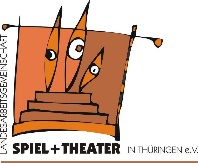 LANDESARBEITSGEMEINSCHAFT
SPIEL+THEATER IN THÜRINGEN e.V.